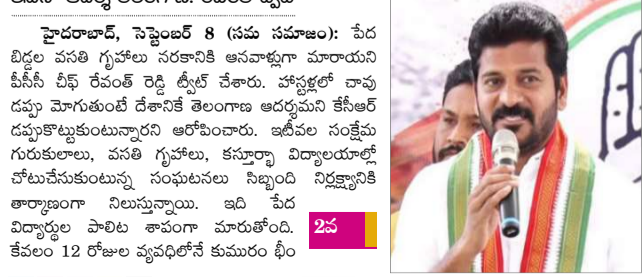 హైదరాబాద్, సెప్టెంబర్ 8 (సమ సమాజం): పేద
బిడ్డల వసతి గృహాలు నరకానికి ఆనవాళ్లుగా మారాయని
పీసీసీ చీఫ్ రేవంత్ రెడ్డి ట్వీట్ చేశారు. హాస్టళ్లలో చావు
డప్పు మోగుతుంటే దేశానికే తెలంగాణ ఆదర్శమని కేసీఆర్
డప్పుకొట్టుకుంటున్నారని ఆరోపించారు. ఇటీవల సంక్షేమ
గురుకులాలు, వసతి గృహాలు, కస్తూర్భా విద్యాలయాల్లో
చోటుచేసుకుంటున్న సంఘటనలు సిబ్బంది నిర్లక్ష్యానికి
తార్కాణంగా నిలుస్తున్నాయి. ఇది పేద
విద్యార్థుల పాలిట శాపంగా మారుతోంది.
కేవలం 12 రోజుల వ్యవధిలోనే కుమురం భీం
2వ